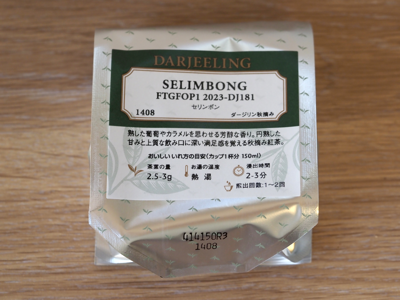 DARJEELING
SELIMBONG
FTGFOP1 2023-DJ181
セリンボン
1408 ダージリン秋摘み
熟した葡萄やカラメルを思わせる芳醇な香り。円熟した
甘みと上質な飲み口に深い満足感を覚える秋摘み紅茶。
おいしいいれ方の目安(カップ1杯分 150ml)
茶葉の量 お湯の温度 浸出時間
2.5-3g 熱湯 2-3分
煎出回数:1~2回
414150R3
1408